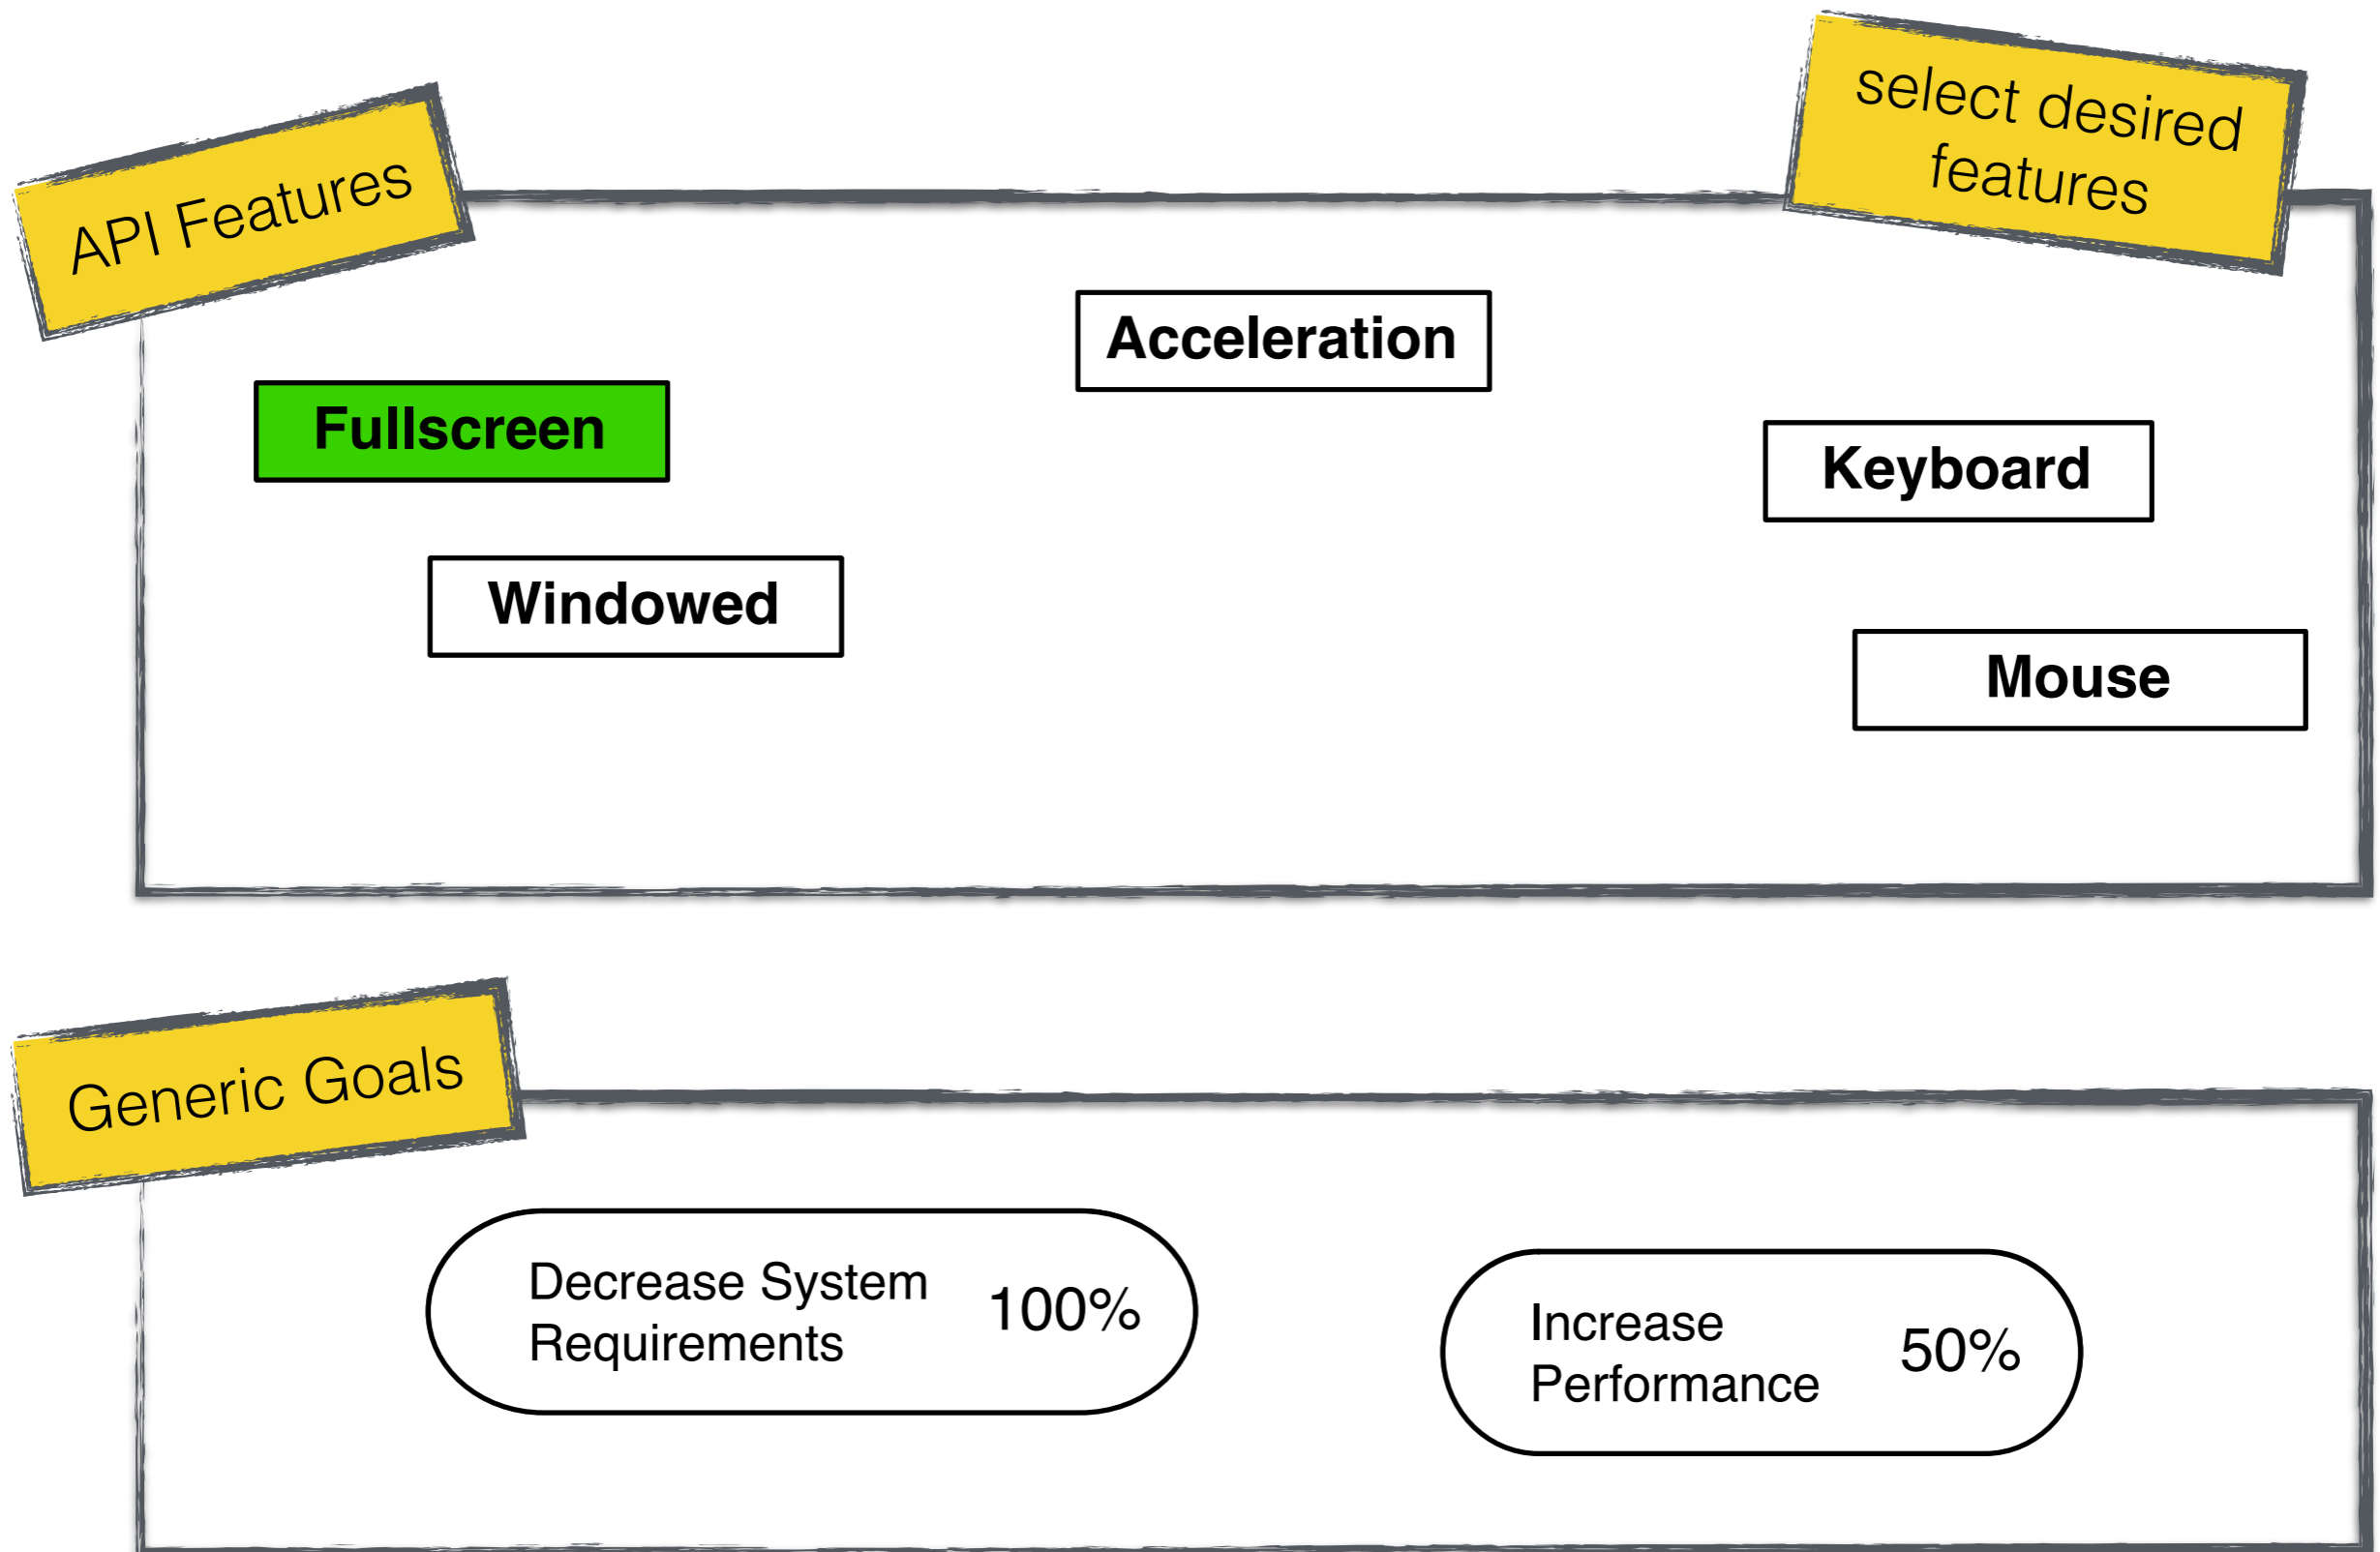 select desired
features
API Features
Acceleration
Fullscreen
Keyboard
Windowed
Mouse
Generic Goals
Decrease System
Requirements
100%
Increase
Performance
50%